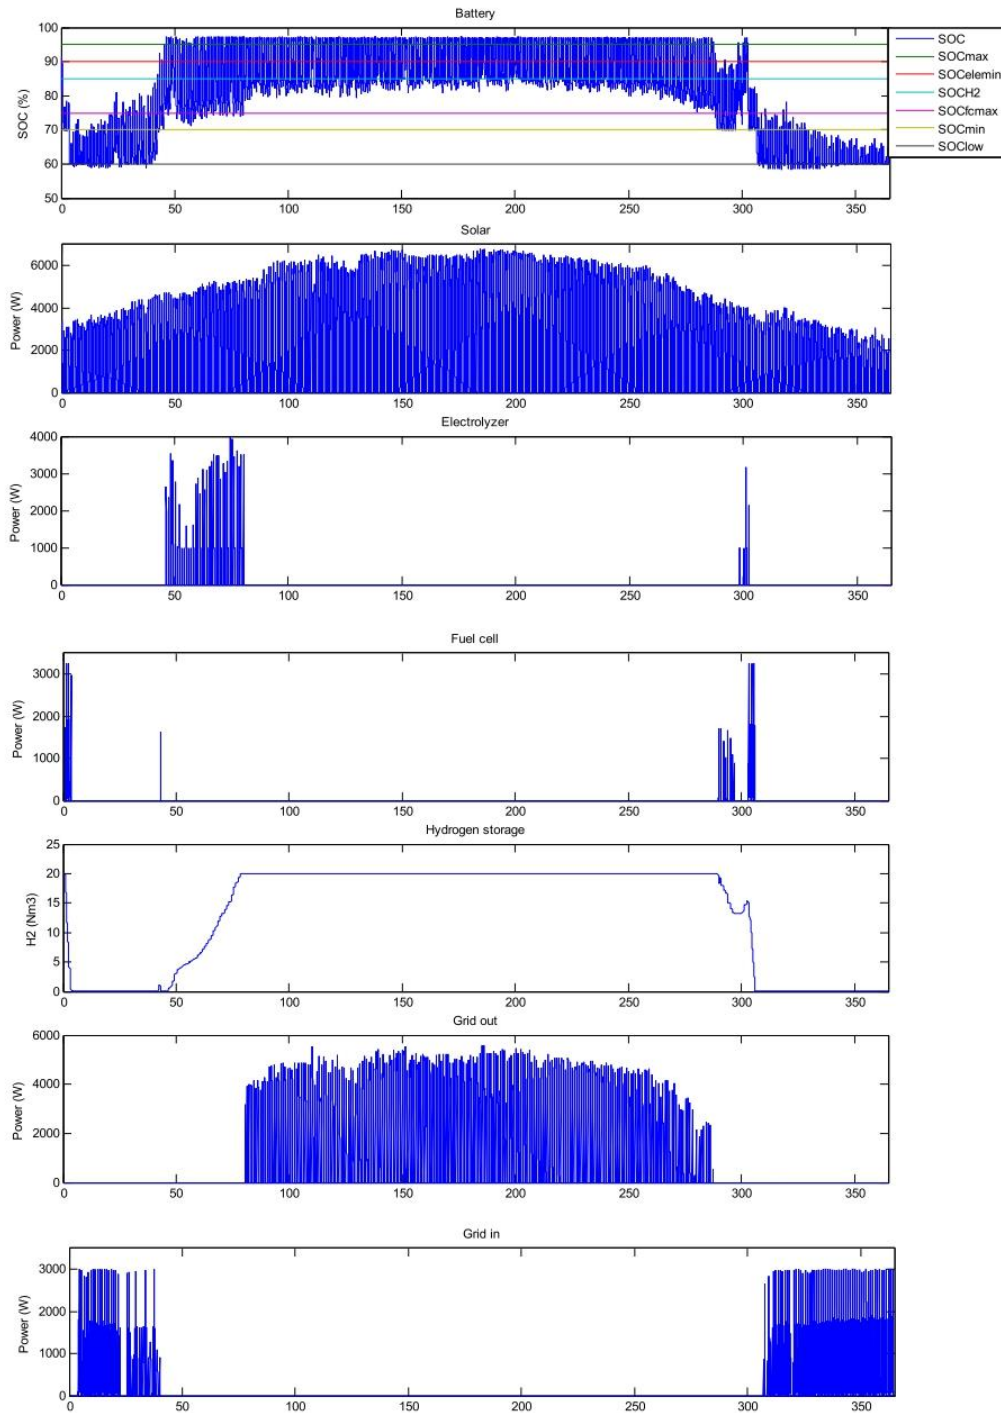 Battery
SOC (%)
100
90
80
70
60
50
0 50 100 150 200 250 300 350
SOC
SOCmax
SOCelemin
SOCH2
SOCfcmax
SOCmin
SOClow
Solar
Power (W)
6000
4000
2000
0
0 50 100 150 200 250 300 350
Electrolyzer
Power (W)
4000
3000
2000
1000
0
0 50 100 150 200 250 300 350
Fuel cell
Power (W)
3000
2000
1000
0
0 50 100 150 200 250 300 350
Hydrogen storage
H2 (Nm3)
25
20
15
10
5
0
0 50 100 150 200 250 300 350
Grid out
Power (W)
6000
4000
2000
0
0 50 100 150 200 250 300 350
Grid in
Power (W)
3000
2000
1000
0
0 50 100 150 200 250 300 350